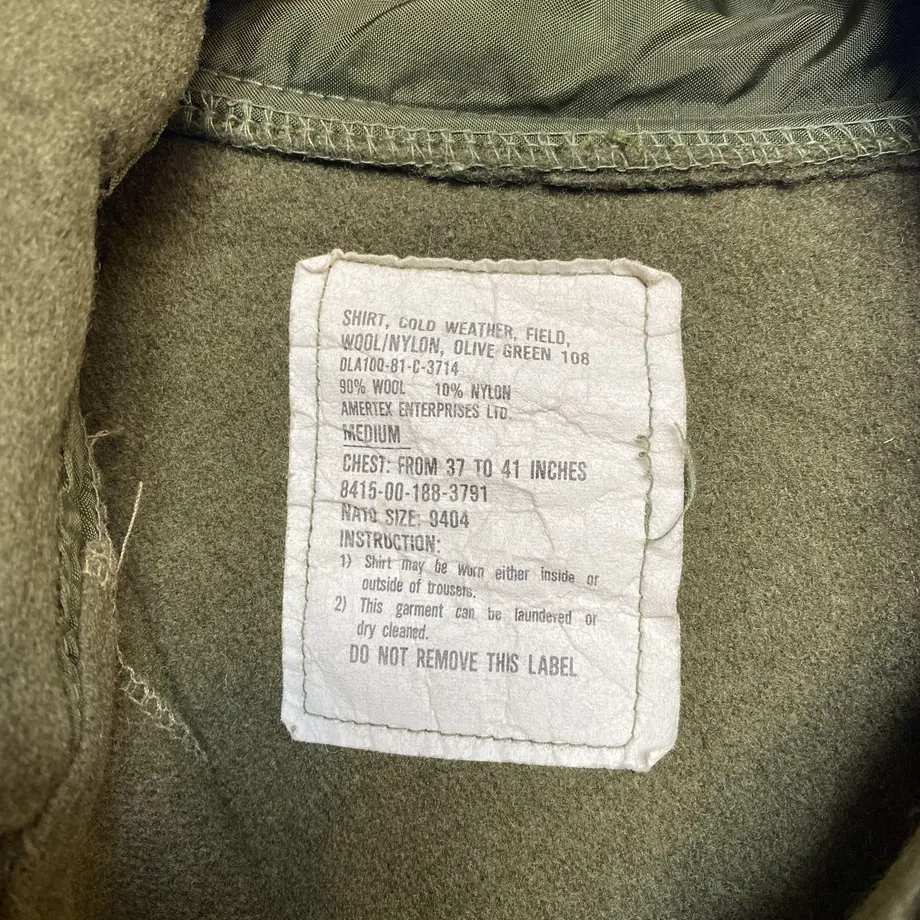 SHIRT, COLD WEATHER, FIELD,
WOOL/NYLON, OLIVE GREEN 108
DLA100-81-C-3714
90% WOOL 10% NYLON
AMERTEX ENTERPRISES LTD.
MEDIUM
CHEST: FROM 37 TO 41 INCHES
8415-00-188-3791
NATO SIZE: 9404
INSTRUCTION:
1) Shirt may be worn either inside or
outside of trousers.
2) This garment can be laundered or
dry cleaned.
DO NOT REMOVE THIS LABEL